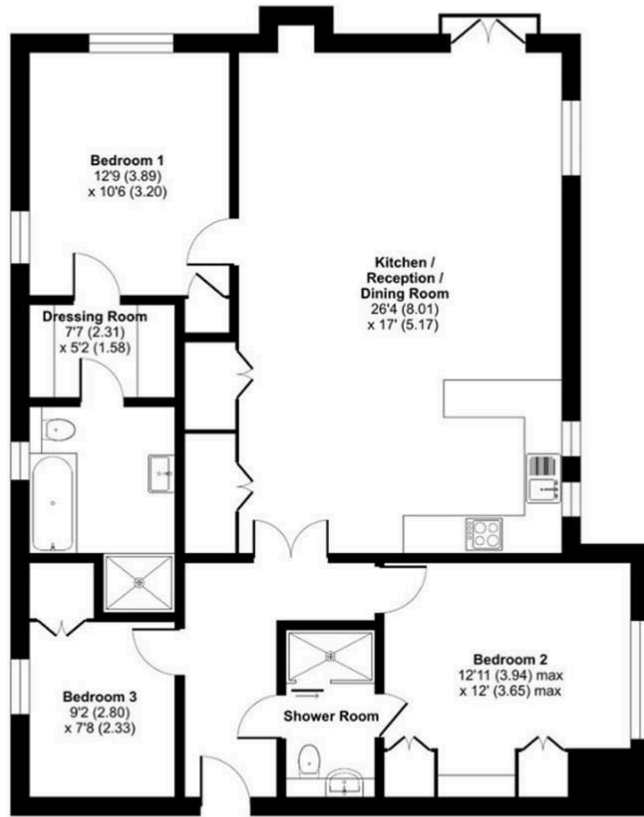 Bedroom 1
12'9 (3.89)
x 10'6 (3.20)
Kitchen /
Reception /
Dining Room
26'4 (8.01)
x 17' (5.17)
Dressing Room
7'7 (2.31)
x 5'2 (1.58)
Bedroom 2
12'11 (3.94) max
x 12' (3.65) max
Bedroom 3
9'2 (2.80)
x 7'8 (2.33)
Shower Room